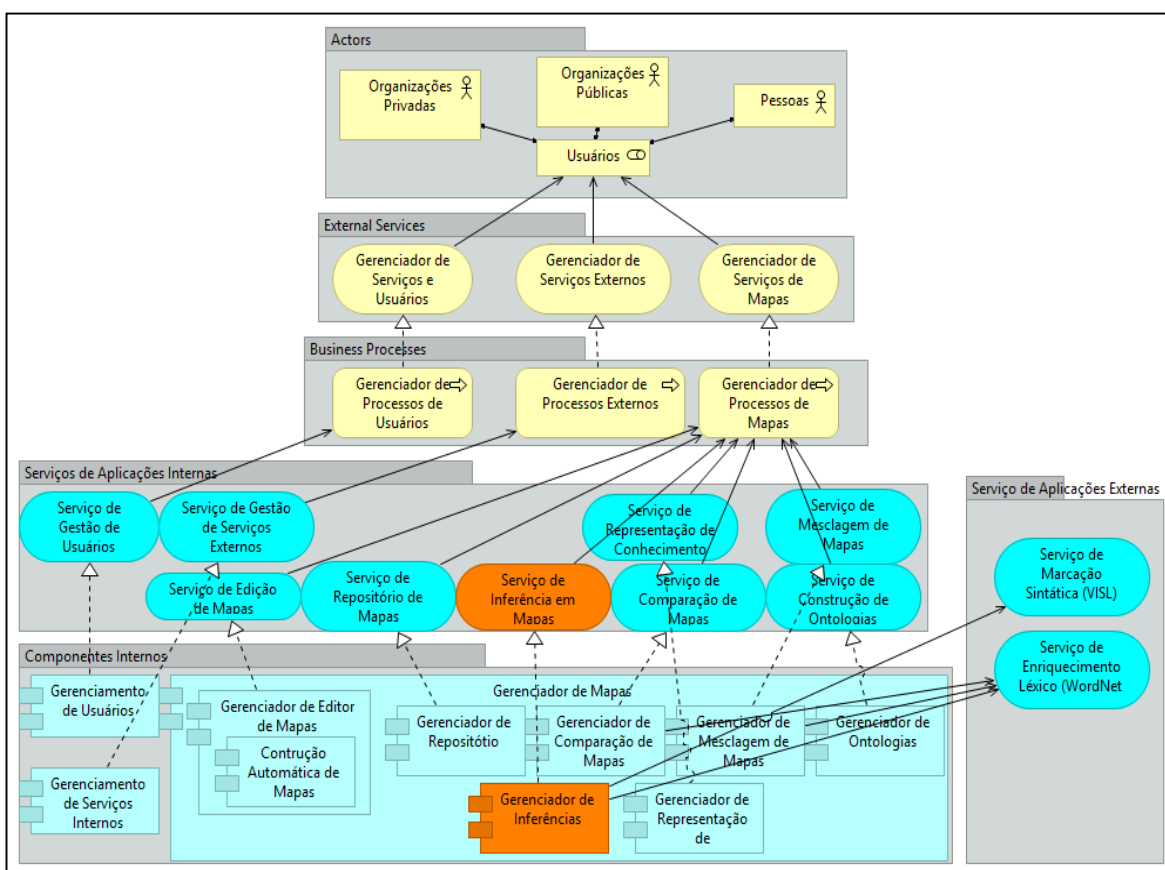 Actors
Organizações
Privadas
Organizações
Públicas
Pessoas
Usuários
External Services
Gerenciador de
Serviços e
Usuários
Gerenciador de
Serviços Externos
Gerenciador de
Serviços de
Mapas
Business Processes
Gerenciador de
Processos de
Usuários
Gerenciador de
Processos Externos
Gerenciador de
Processos de
Mapas
Serviços de Aplicações Internas
Serviço de
Gestão de
Usuários
Serviço de Gestão
de Serviços
Externos
Serviço de
Representação de
Conhecimento
Serviço de
Mesclagem de
Mapas
Serviço de Edição
de Mapas
Serviço de
Repositório de
Mapas
Serviço de
Inferência em
Mapas
Serviço de
Comparação de
Mapas
Serviço de
Construção de
Ontologias
Serviço de Aplicações Externas
Serviço de
Marcação
Sintática (VISL)
Serviço de
Enriquecimento
Léxico (WordNet
Componentes Internos
Gerenciamento
de Usuários
Gerenciamento
de Serviços
Internos
Gerenciador de Mapas
Gerenciador de Editor
de Mapas
Contrução
Automática de
Mapas
Gerenciador de
Repositótio
Gerenciador de
Comparação de
Mapas
Gerenciador de
Mesclagem de
Mapas
Gerenciador de
Ontologias
Gerenciador de
Inferências
Gerenciador de
Representação
de